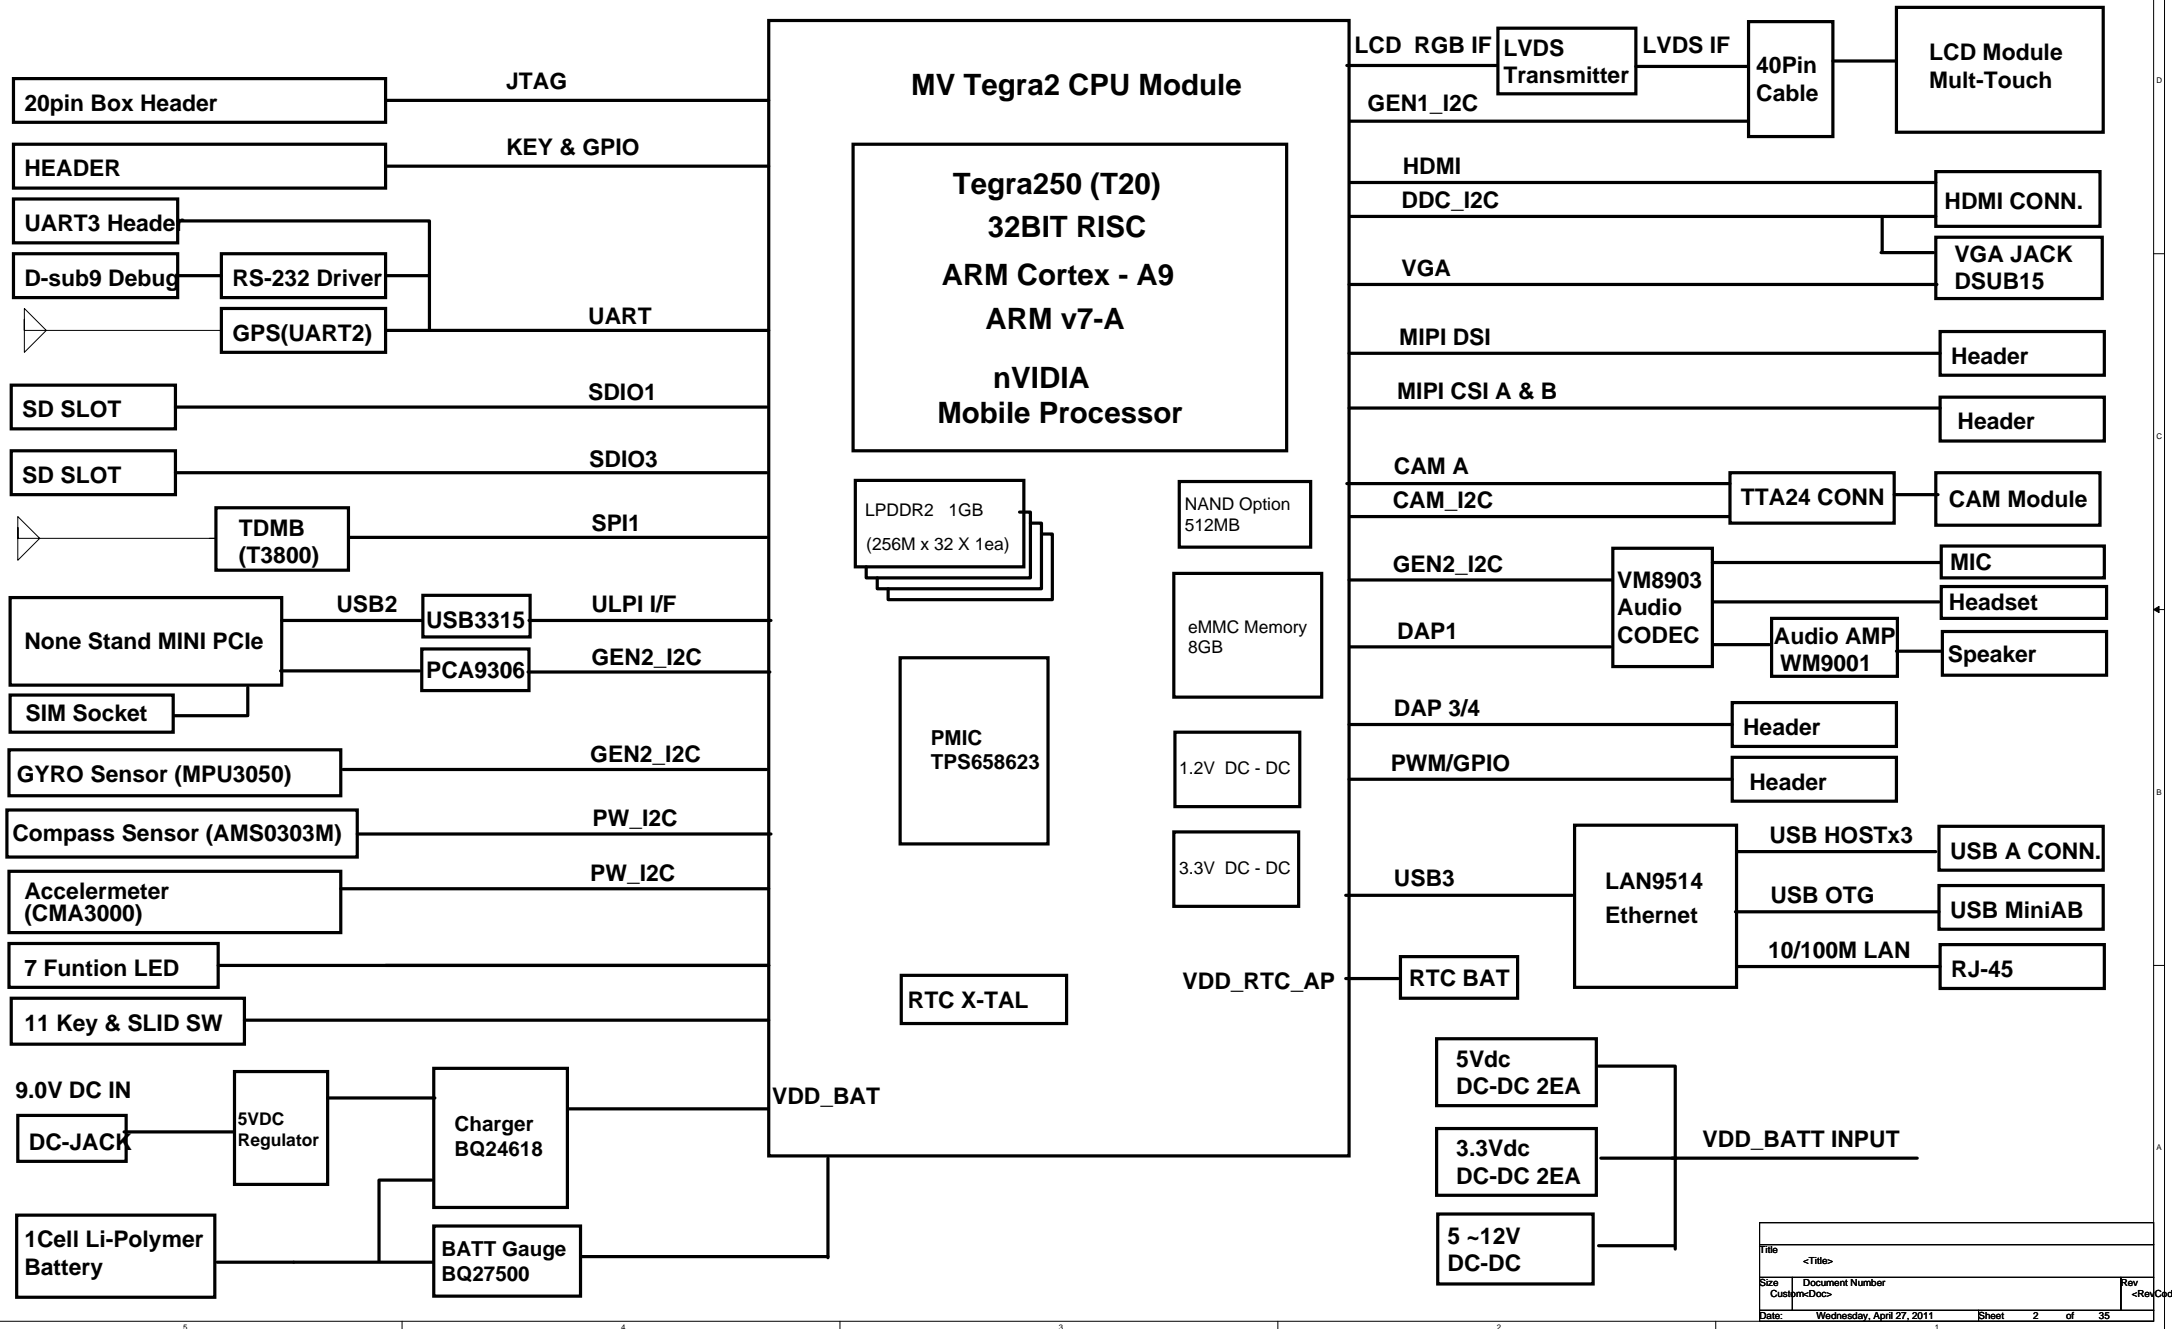 MV Tegra2 CPU Module
Tegra250 (T20)
32BIT RISC
ARM Cortex - A9
ARM v7-A
nVIDIA
Mobile Processor
LPDDR2 1GB
(256M x 32 X 1ea)
NAND Option
512MB
eMMC Memory
8GB
PMIC
TPS658623
1.2V DC - DC
3.3V DC - DC
RTC X-TAL
VDD_RTC_AP
VDD_BAT
20pin Box Header
JTAG
HEADER
KEY & GPIO
UART3 Header
D-sub9 Debug
RS-232 Driver
GPS(UART2)
UART
SD SLOT
SDIO1
SD SLOT
SDIO3
TDMB
(T3800)
SPI1
None Stand MINI PCIe
USB2
USB3315
ULPI I/F
PCA9306
GEN2_I2C
SIM Socket
GYRO Sensor (MPU3050)
GEN2_I2C
Compass Sensor (AMS0303M)
PW_I2C
Accelermeter
(CMA3000)
PW_I2C
7 Funtion LED
11 Key & SLID SW
9.0V DC IN
DC-JACK
5VDC
Regulator
Charger
BQ24618
1Cell Li-Polymer
Battery
BATT Gauge
BQ27500
LCD RGB IF
LVDS
Transmitter
LVDS IF
GEN1_I2C
40Pin
Cable
LCD Module
Mult-Touch
HDMI
DDC_I2C
HDMI CONN.
VGA
VGA JACK
DSUB15
MIPI DSI
Header
MIPI CSI A & B
Header
CAM A
CAM_I2C
TTA24 CONN
CAM Module
GEN2_I2C
DAP1
VM8903
Audio
CODEC
MIC
Headset
Audio AMP
WM9001
Speaker
DAP 3/4
Header
PWM/GPIO
Header
USB3
LAN9514
Ethernet
USB HOSTx3
USB A CONN.
USB OTG
USB MiniAB
10/100M LAN
RJ-45
RTC BAT
5Vdc
DC-DC 2EA
3.3Vdc
DC-DC 2EA
5 ~12V
DC-DC
VDD_BATT INPUT
Title
<Title>
Size Document Number Rev
Custom <Doc> <RevCod
Date: Wednesday, April 27, 2011 Sheet 2 of 35
D
C
B
A
5 4 3 2 1